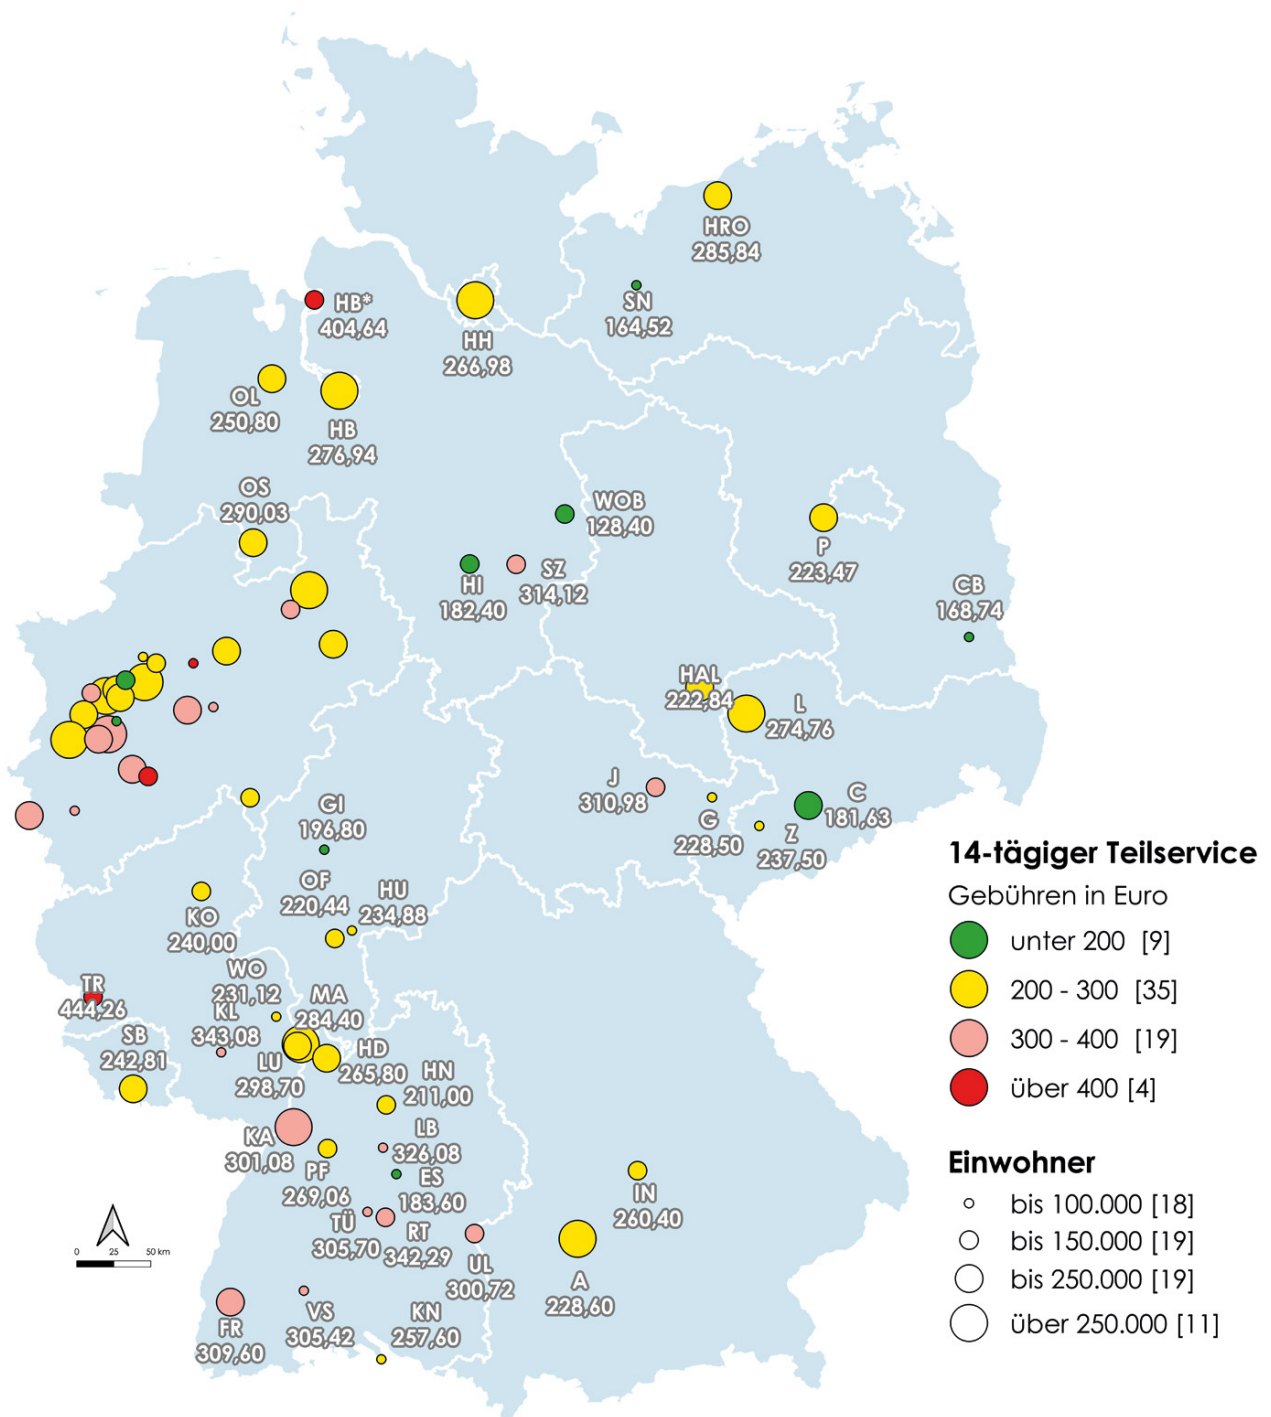 HRO
285,84
SN
164,52
HB*
404,64
HH
266,98
OL
250,80
HB
276,94
OS
290,03
WOB
128,40
P
223,47
HI
182,40
SZ
314,12
CB
168,74
HAL
222,84
L
274,76
J
310,98
G
228,50
Z
237,50
C
181,63
GI
196,80
OF
220,44
HU
234,88
KO
240,00
WO
231,12
MA
284,40
TR
444,26
KL
343,08
SB
242,81
LU
298,70
HD
265,80
HN
211,00
KA
301,08
LB
326,08
PF
269,06
ES
183,60
TÜ
305,70
RT
342,29
UL
300,72
IN
260,40
A
228,60
FR
309,60
VS
305,42
KN
257,60
0 25 50 km
14-tägiger Teilservice
Gebühren in Euro
unter 200 [9]
200 - 300 [35]
300 - 400 [19]
über 400 [4]
Einwohner
bis 100.000 [18]
bis 150.000 [19]
bis 250.000 [19]
über 250.000 [11]